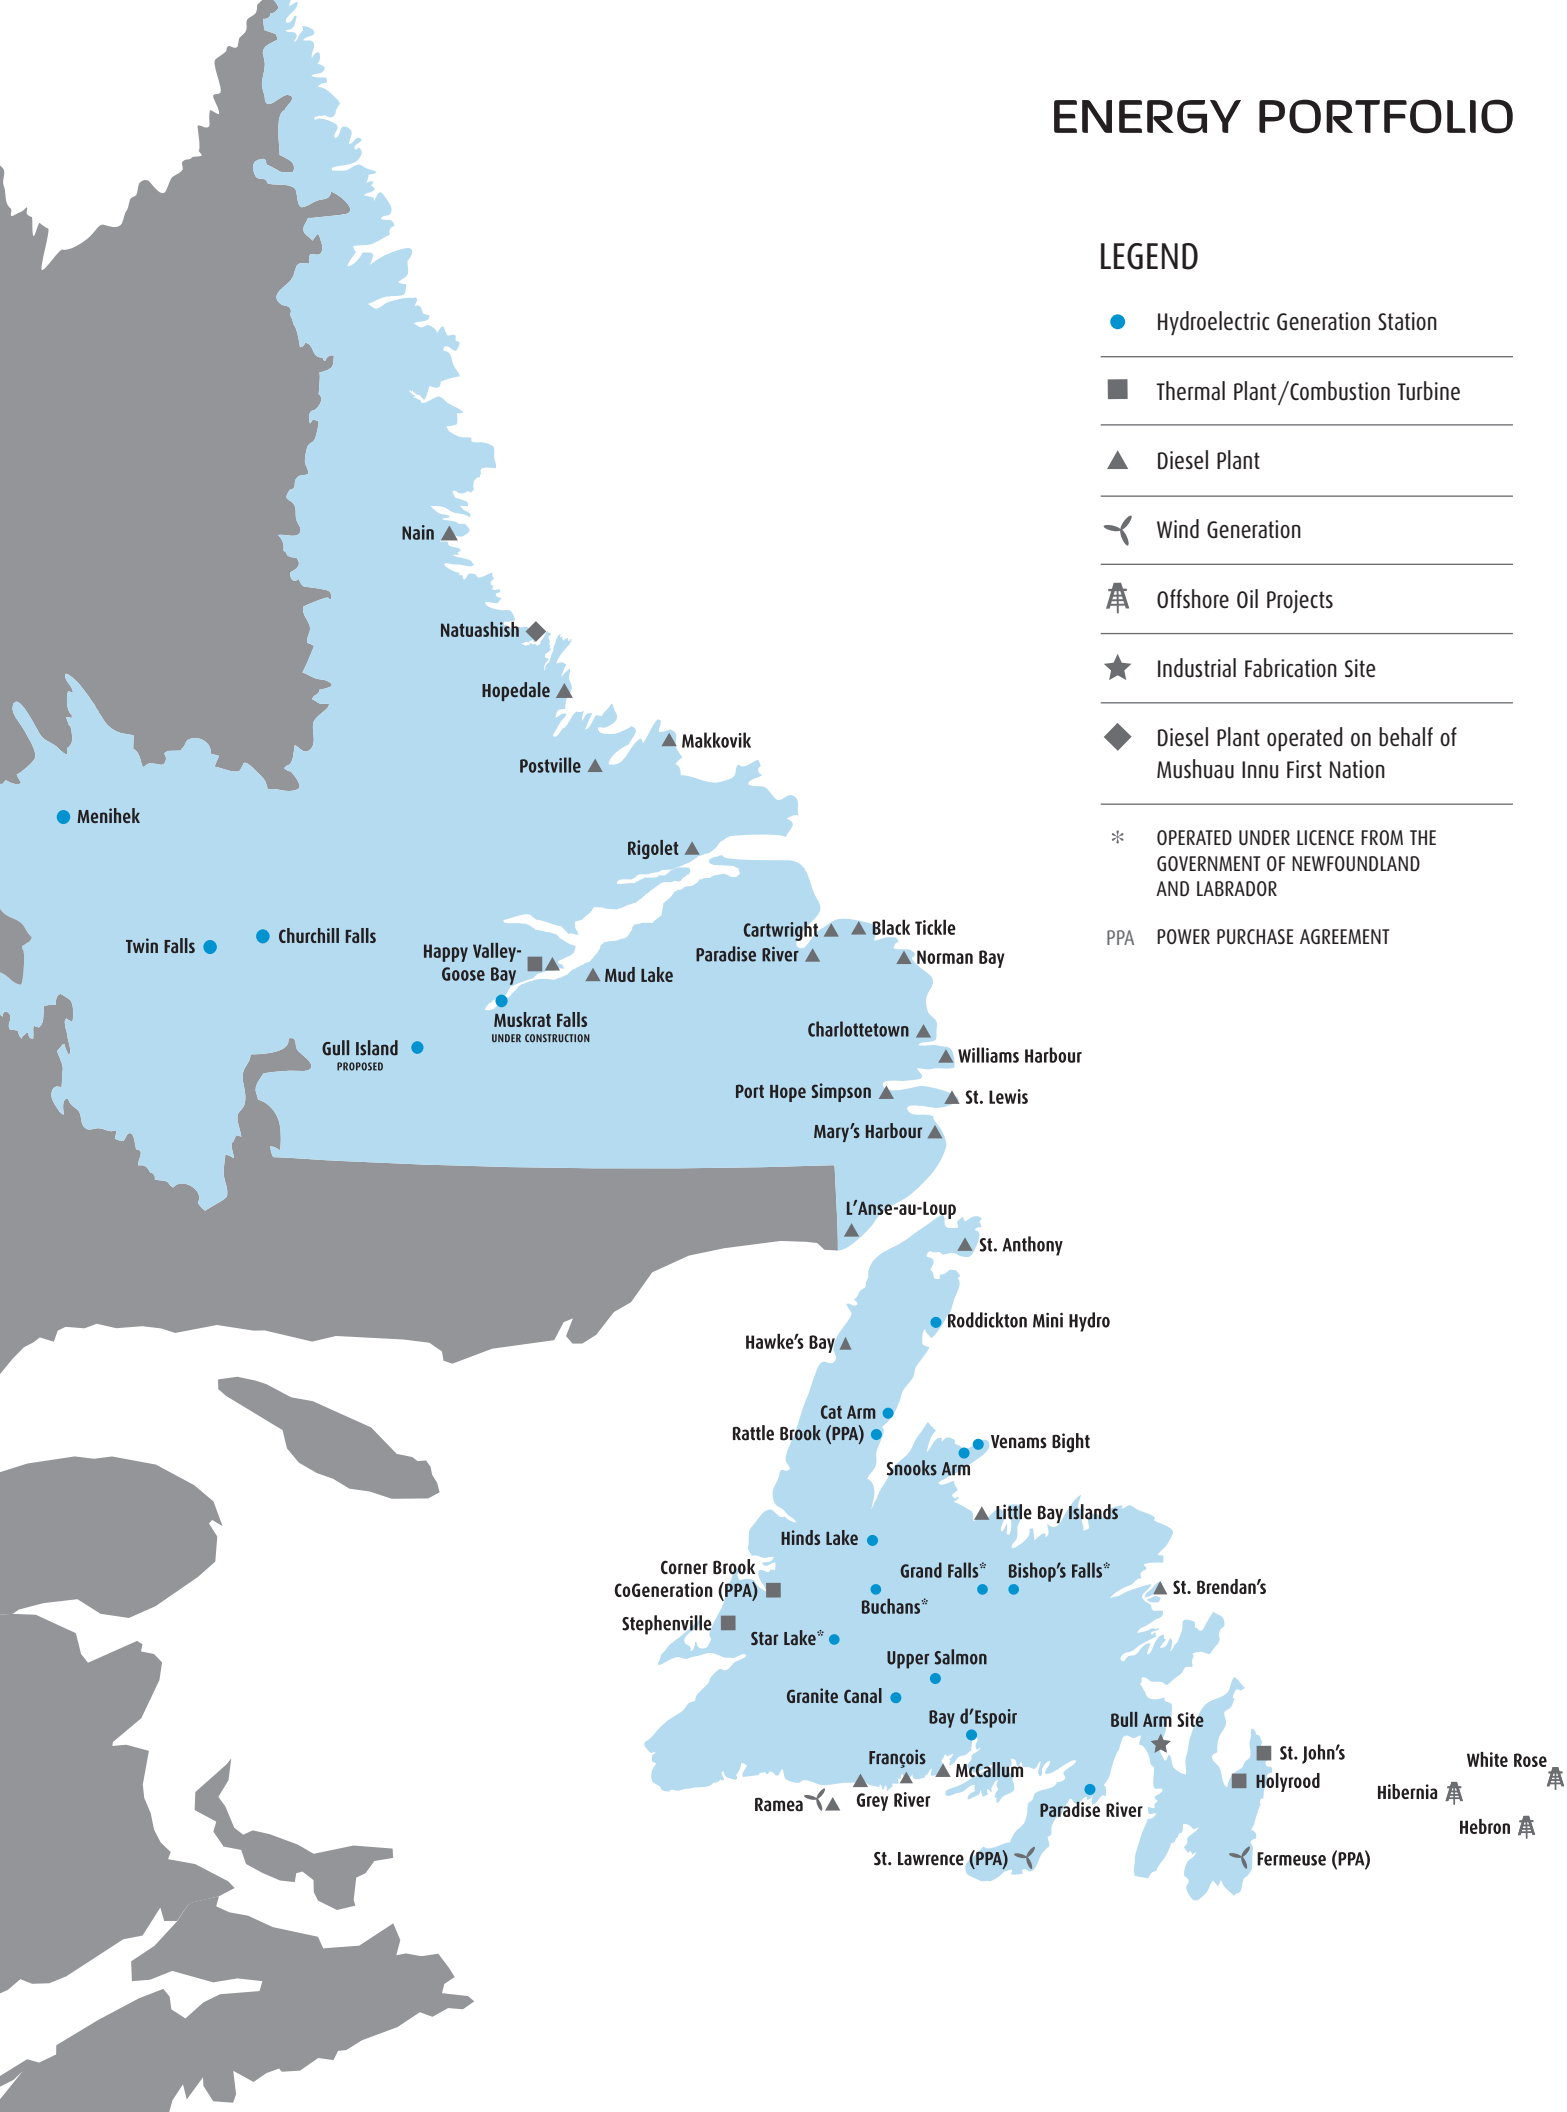 ENERGY PORTFOLIO
LEGEND
Hydroelectric Generation Station
Thermal Plant/Combustion Turbine
Diesel Plant
Wind Generation
Offshore Oil Projects
Industrial Fabrication Site
Diesel Plant operated on behalf of
Mushuau Innu First Nation
* OPERATED UNDER LICENCE FROM THE
GOVERNMENT OF NEWFOUNDLAND
AND LABRADOR
PPA POWER PURCHASE AGREEMENT
Nain
Natuashish
Hopedale
Makkovik
Postville
Menihek
Rigolet
Twin Falls
Churchill Falls
Happy Valley-
Goose Bay
Mud Lake
Cartwright
Black Tickle
Paradise River
Norman Bay
Muskrat Falls
UNDER CONSTRUCTION
Gull Island
PROPOSED
Charlottetown
Williams Harbour
Port Hope Simpson
St. Lewis
Mary's Harbour
L'Anse-au-Loup
St. Anthony
Roddickton Mini Hydro
Hawke's Bay
Cat Arm
Rattle Brook (PPA)
Venams Bight
Snooks Arm
Little Bay Islands
Hinds Lake
Corner Brook
CoGeneration (PPA)
Grand Falls*
Bishop's Falls*
St. Brendan's
Buchans*
Stephenville
Star Lake*
Upper Salmon
Granite Canal
Bay d'Espoir
Bull Arm Site
François
McCallum
St. John's
White Rose
Holyrood
Hibernia
Ramea
Grey River
Paradise River
Hebron
St. Lawrence (PPA)
Fermeuse (PPA)